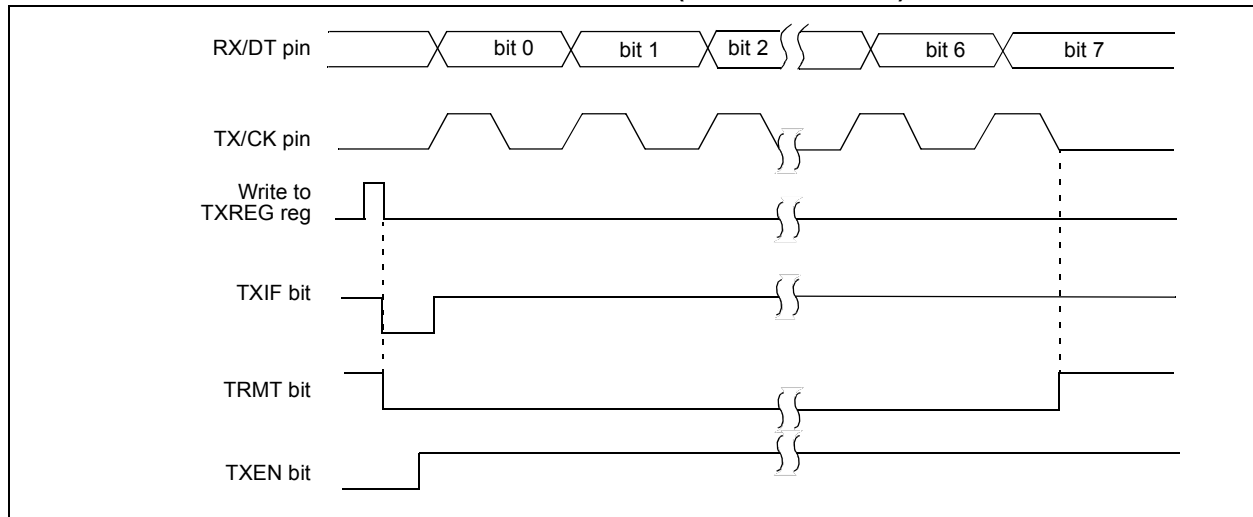 RX/DT pin
bit 0
bit 1
bit 2
bit 6
bit 7
TX/CK pin
Write to
TXREG reg
TXIF bit
TRMT bit
TXEN bit